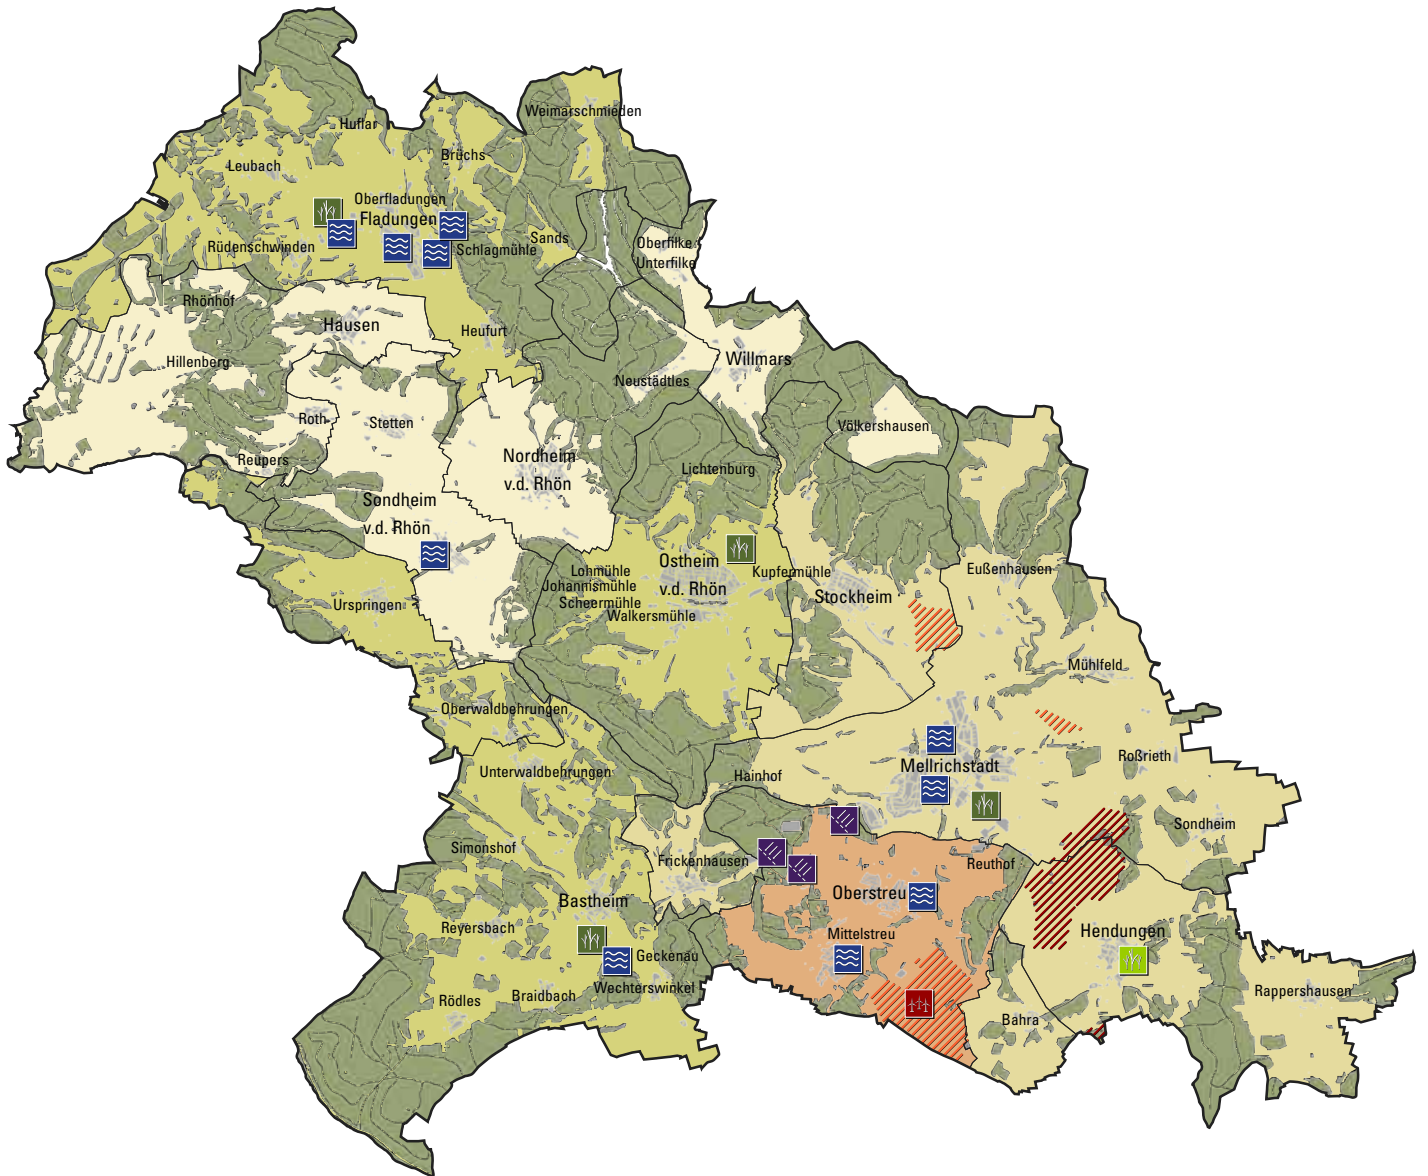 Weimarschmieden
Huflar
Brüchs
Leubach
Oberfladungen
Fladungen
Rüdenschwinden
Schlagmühle
Sands
Oberfilke
Unterfilke
Rhönhof
Hausen
Heufurt
Hillenberg
Willmars
Neustädtles
Roth
Stetten
Völkershausen
Reupers
Nordheim
v.d. Rhön
Lichtenburg
Sondheim
v.d. Rhön
Ostheim
v.d. Rhön
Lohmühle
Johannismühle
Scheermühle
Walkersmühle
Kupfermühle
Stockheim
Eußenhausen
Urspringen
Mühlfeld
Oberwaldbehrungen
Roßrieth
Mellrichstadt
Unterwaldbehrungen
Hainhof
Sondheim
Simonshof
Frickenhausen
Reuthof
Oberstreu
Bastheim
Reyersbach
Mittelstreu
Hendungen
Geckenau
Wechterswinkel
Braidbach
Rödles
Rappershausen
Bahra